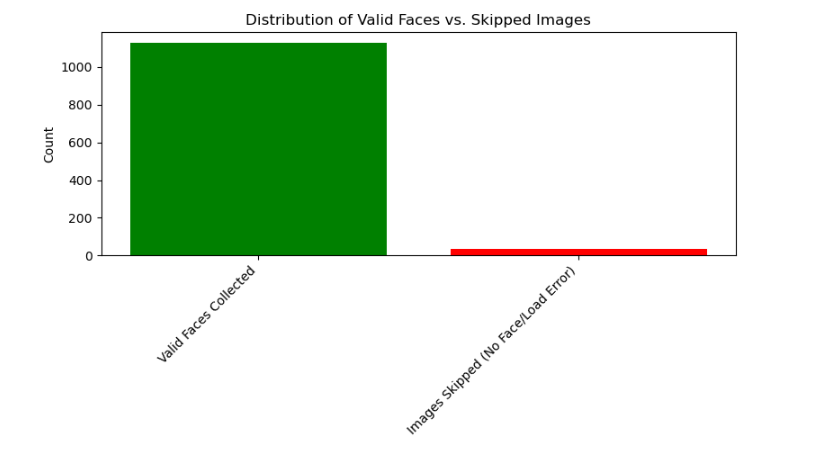 Distribution of Valid Faces vs. Skipped Images
Count
1000
800
600
400
200
0
Valid Faces Collected
Images Skipped (No Face/Load Error)